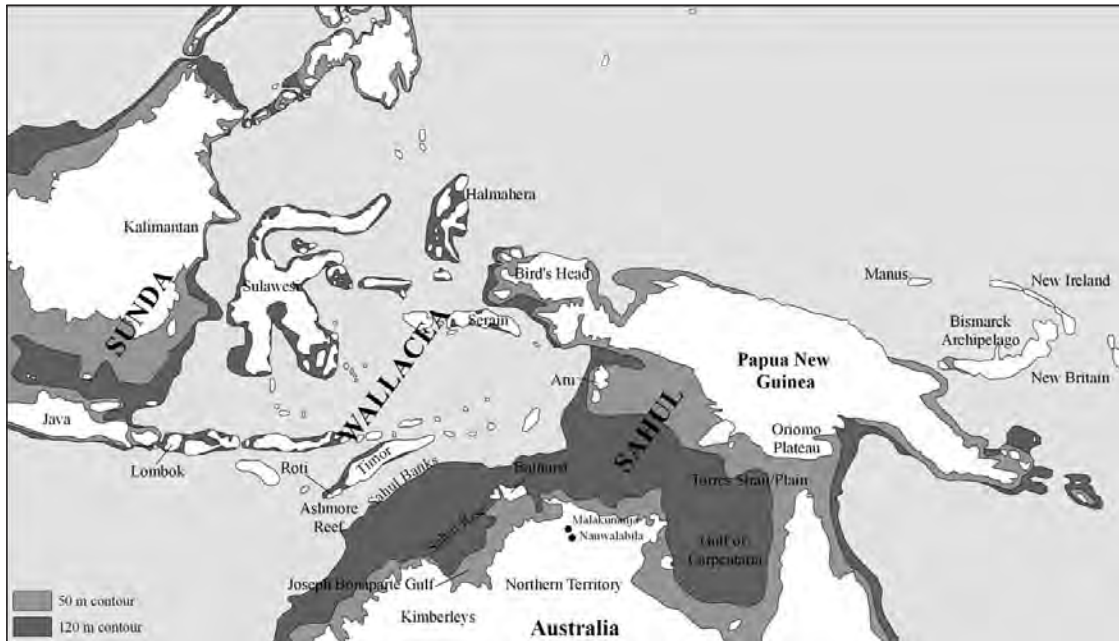 Halmahera
Kalimantan
Bird's Head
Manus
New Ireland
Sulawesi
SUNDA
WALLACEA
Serain
Bismarck
Archipelago
Papua New
Guinea
Aru
New Britain
SAHUL
Java
Oriomo
Plateau
Lombok
Roti
Timor
Sahul Banks
Bathurst
Torres Strait/Plain
Ashmore
Reef
Malakunanja
Nauwalabila
Gulf of
Carpentaria
Joseph Bonaparte Gulf
Northern Territory
Kimberleys
Australia
50 m contour
120 m contour